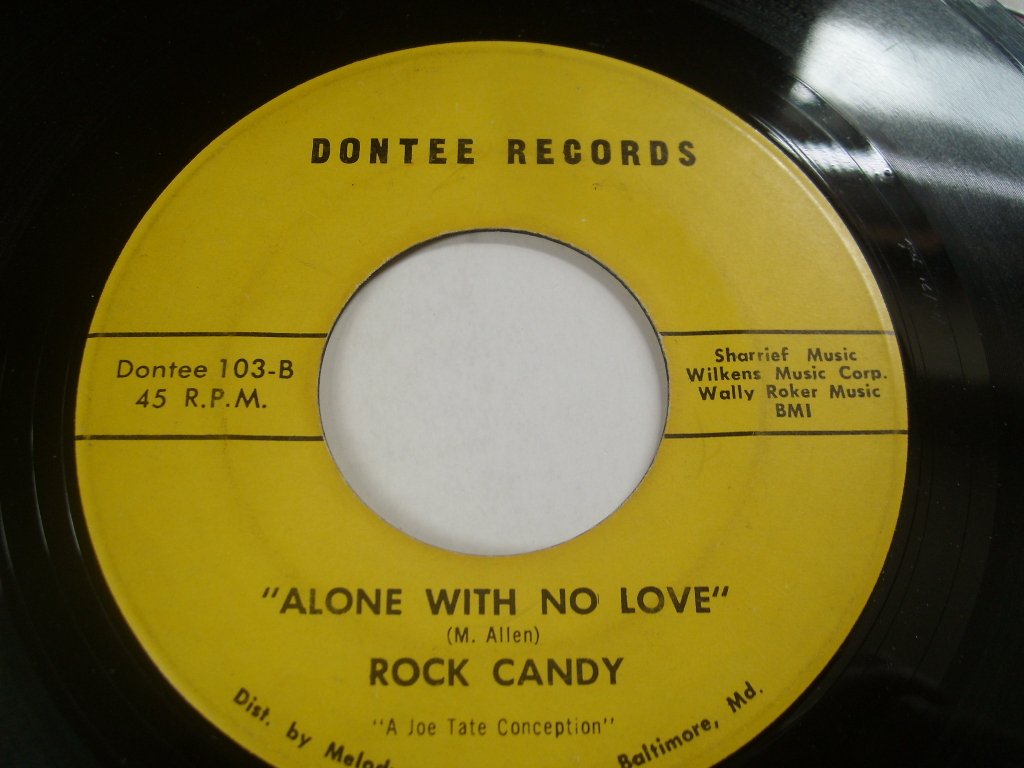 DONTEE RECORDS
Dontee 103-B
45 R.P.M.
Sharrief Music
Wilkens Music Corp.
Wally Roker Music
BMI
"ALONE WITH NO LOVE"
(M. Allen)
ROCK CANDY
"A Joe Tate Conception"
Dist. by Baltimore, Md.